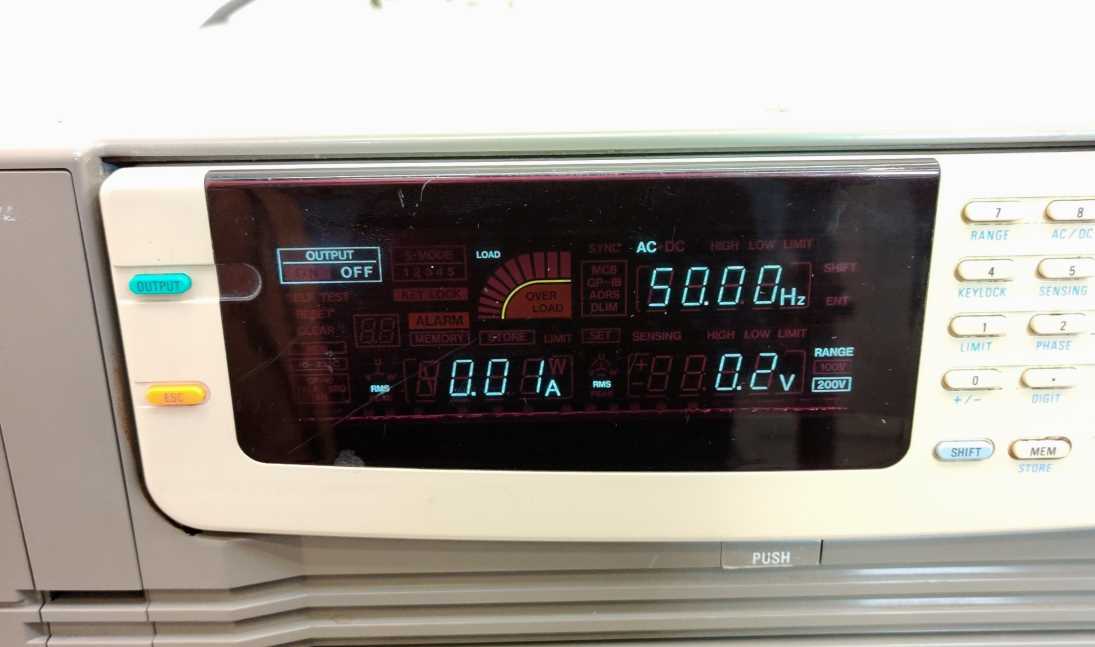 OUTPUT
OFF
S-MODE
1 2 3 4 5
KEY LOCK
LOAD
OVER
LOAD
SYNC
AC+DC
HIGH LOW LIMIT
MCB
GP-IB
ADRS
DLIM
50.00Hz
SHIFT
ENT
SELF TEST
RESET
CLEAR
ALARM
MEMORY
STORE
LIMIT
SET
SENSING
HIGH LOW LIMIT
RMS
0.01A
W
RMS
0.2V
RANGE
100V
200V
OUTPUT
ESC
7
RANGE
8
AC/DC
4
KEYLOCK
5
SENSING
1
LIMIT
2
PHASE
0
+/-
.
DIGIT
SHIFT
MEM
STORE
PUSH